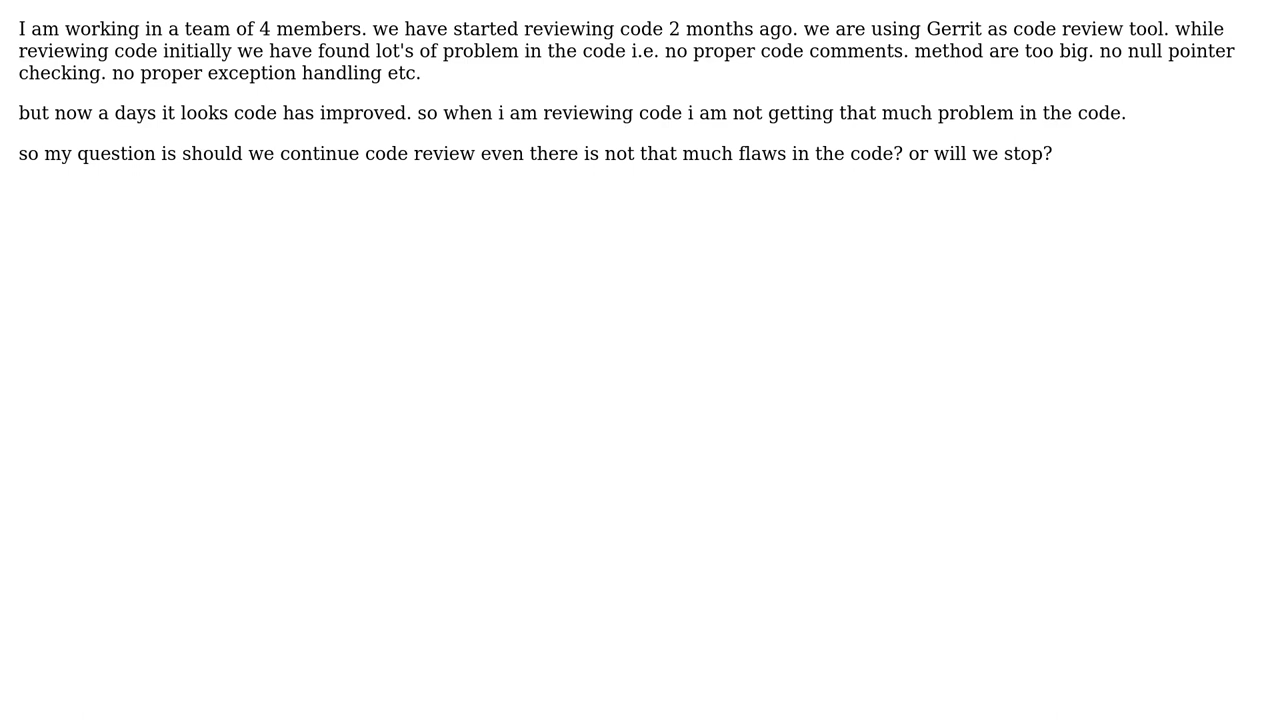 I am working in a team of 4 members. we have started reviewing code 2 months ago. we are using Gerrit as code review tool. while
reviewing code initially we have found lot's of problem in the code i.e. no proper code comments. method are too big. no null pointer
checking. no proper exception handling etc.
but now a days it looks code has improved. so when i am reviewing code i am not getting that much problem in the code.
so my question is should we continue code review even there is not that much flaws in the code? or will we stop?